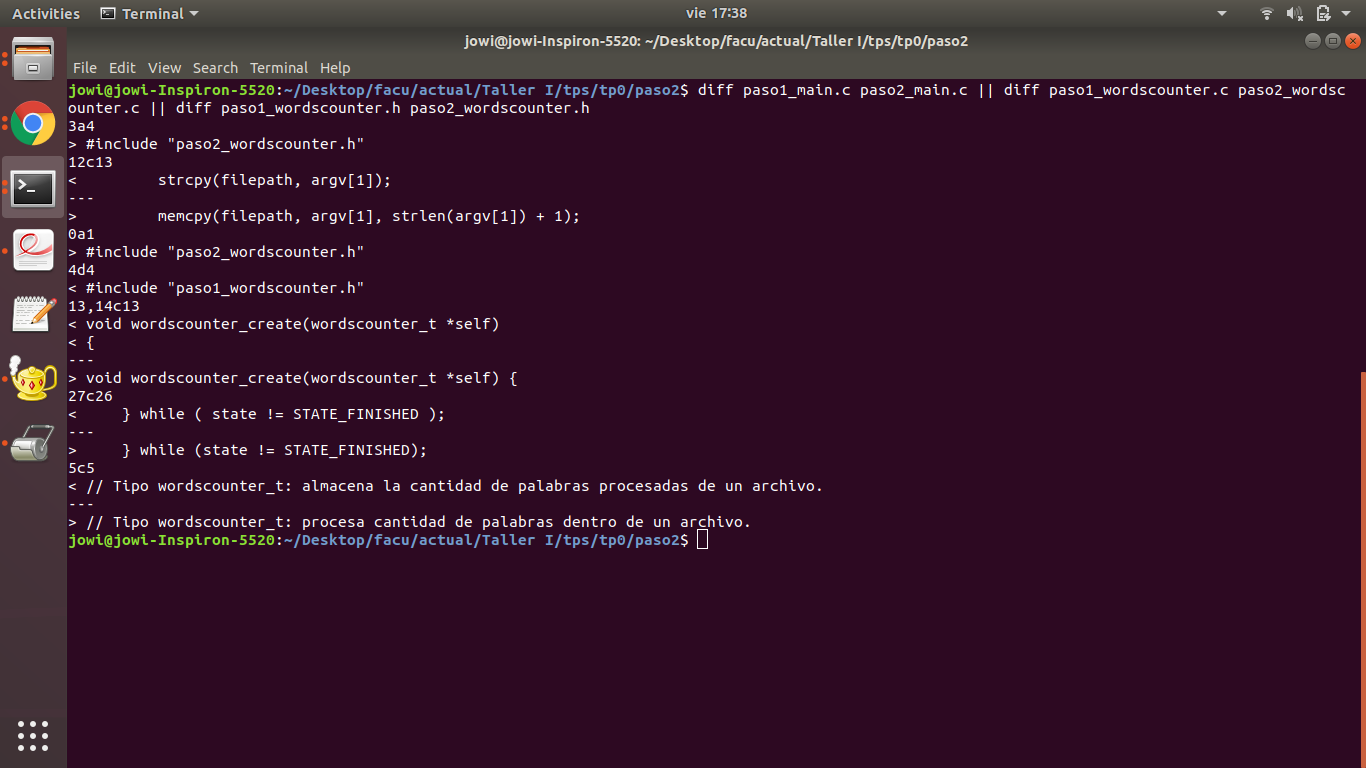 Activities Terminal vie 17:38
jowi@jowi-Inspiron-5520: ~/Desktop/facu/actual/Taller I/tps/tp0/paso2
File Edit View Search Terminal Help
jowi@jowi-Inspiron-5520:~/Desktop/facu/actual/Taller I/tps/tp0/paso2$ diff paso1_main.c paso2_main.c || diff paso1_wordscounter.c paso2_wordsc
ounter.c || diff paso1_wordscounter.h paso2_wordscounter.h
3a4
> #include "paso2_wordscounter.h"
12c13
<         strcpy(filepath, argv[1]);
---
>         memcpy(filepath, argv[1], strlen(argv[1]) + 1);
0a1
> #include "paso2_wordscounter.h"
4d4
< #include "paso1_wordscounter.h"
13,14c13
< void wordscounter_create(wordscounter_t *self)
< {
---
> void wordscounter_create(wordscounter_t *self) {
27c26
<     } while ( state != STATE_FINISHED );
---
>     } while (state != STATE_FINISHED);
5c5
< // Tipo wordscounter_t: almacena la cantidad de palabras procesadas de un archivo.
---
> // Tipo wordscounter_t: procesa cantidad de palabras dentro de un archivo.
jowi@jowi-Inspiron-5520:~/Desktop/facu/actual/Taller I/tps/tp0/paso2$